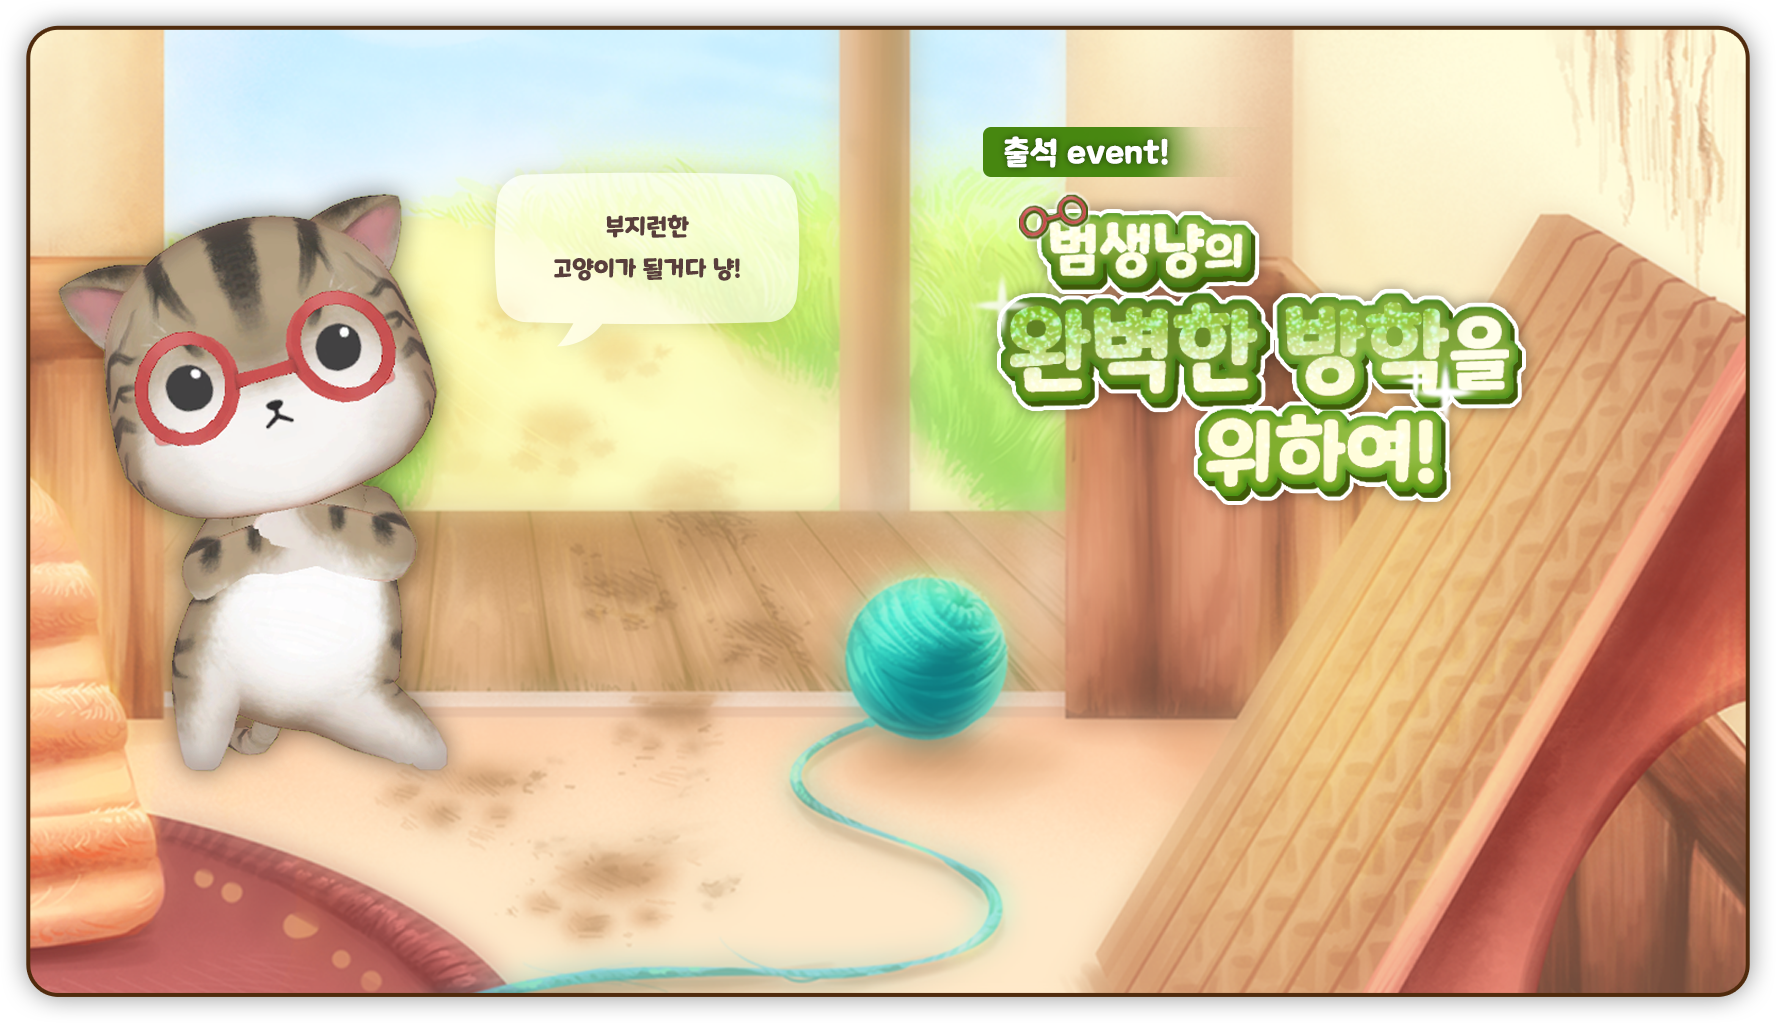 부지런한
고양이가 될거다 냥!
출석 event!
범생냥의
완벽한 방학을
위하여!